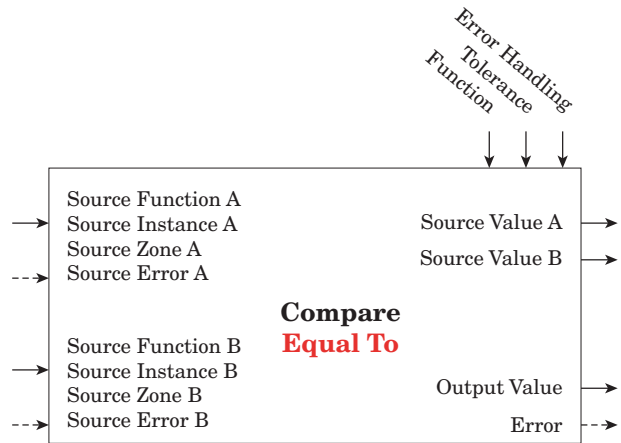 Error Handling
Tolerance
Function
Source Function A
Source Instance A
Source Zone A
Source Error A
Source Value A
Source Value B
Compare
Equal To
Source Function B
Source Instance B
Source Zone B
Source Error B
Output Value
Error